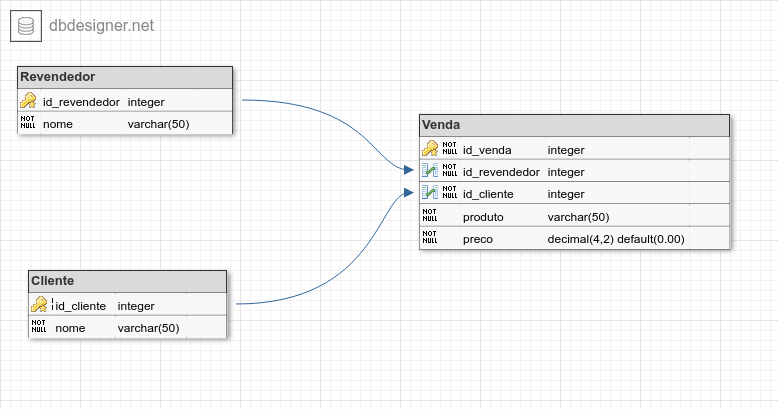 dbdesigner.net
Revendedor
id_revendedor integer
NOT NULL nome varchar(50)
Venda
NOT NULL id_venda integer
NOT NULL id_revendedor integer
NOT NULL id_cliente integer
NOT NULL produto varchar(50)
NOT NULL preco decimal(4,2) default(0.00)
Cliente
id_cliente integer
NOT NULL nome varchar(50)